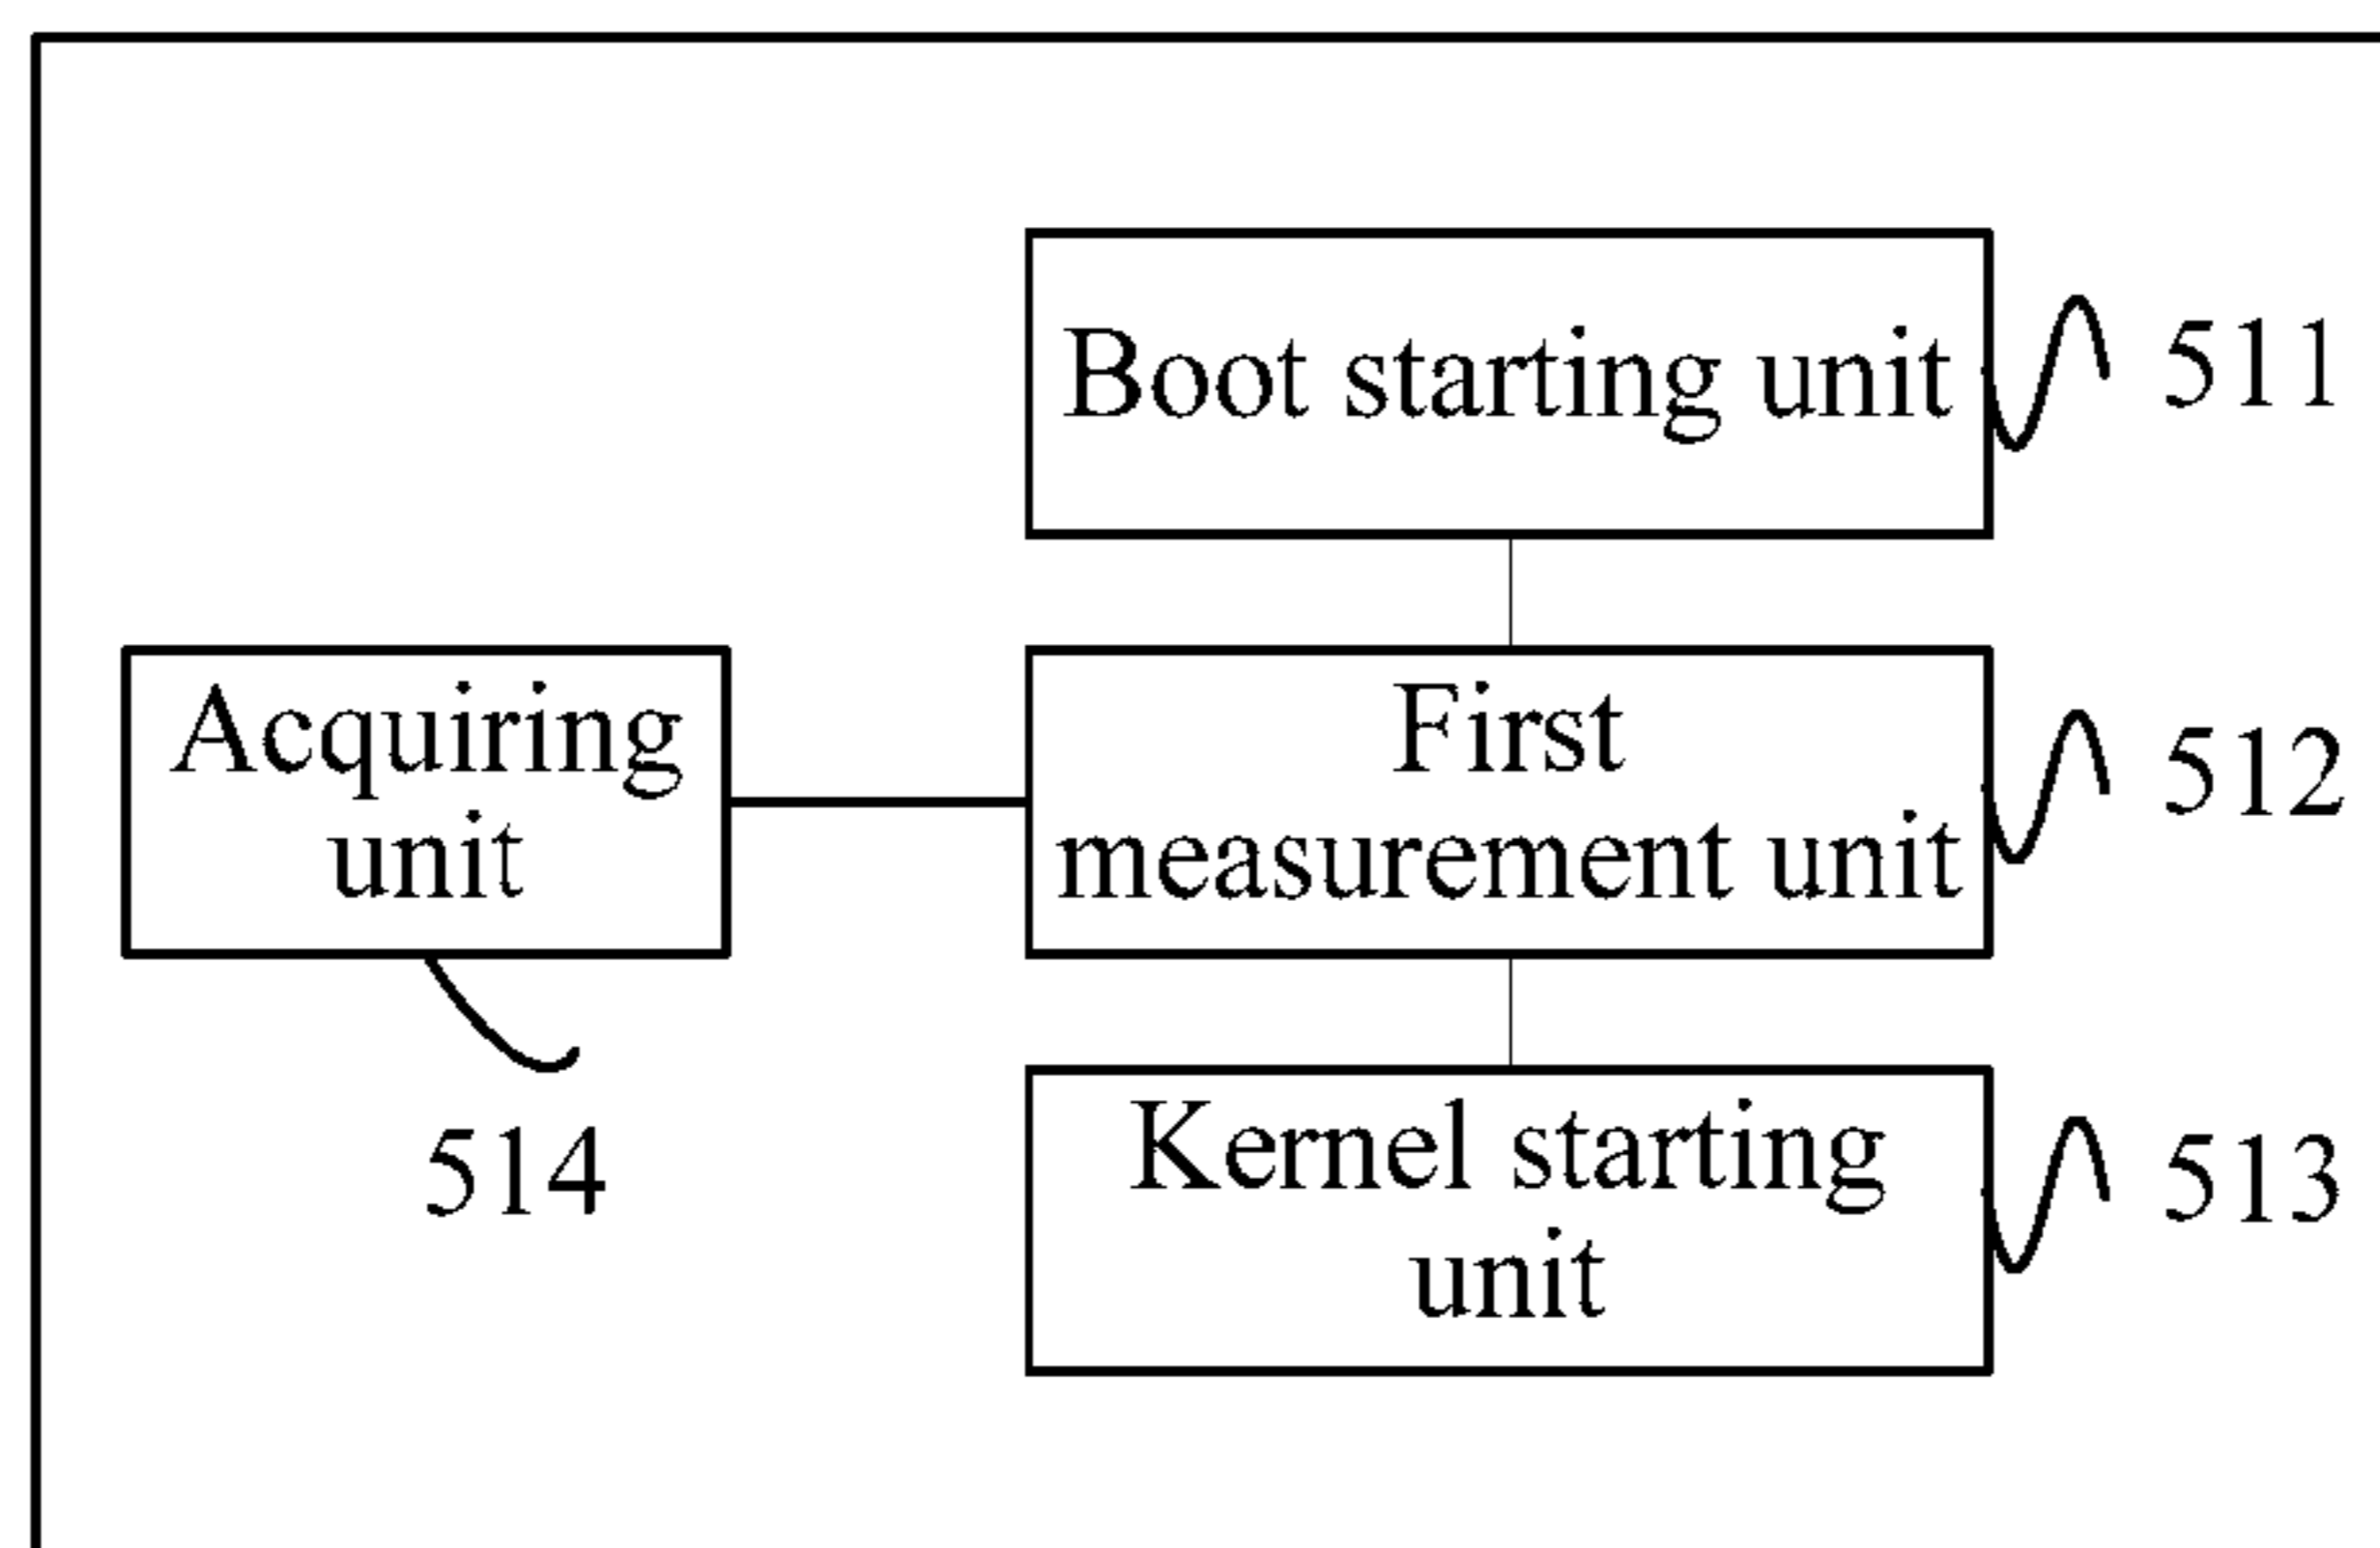 Boot starting unit
511
Acquiring
unit
514
First
measurement unit
512
Kernel starting
unit
513